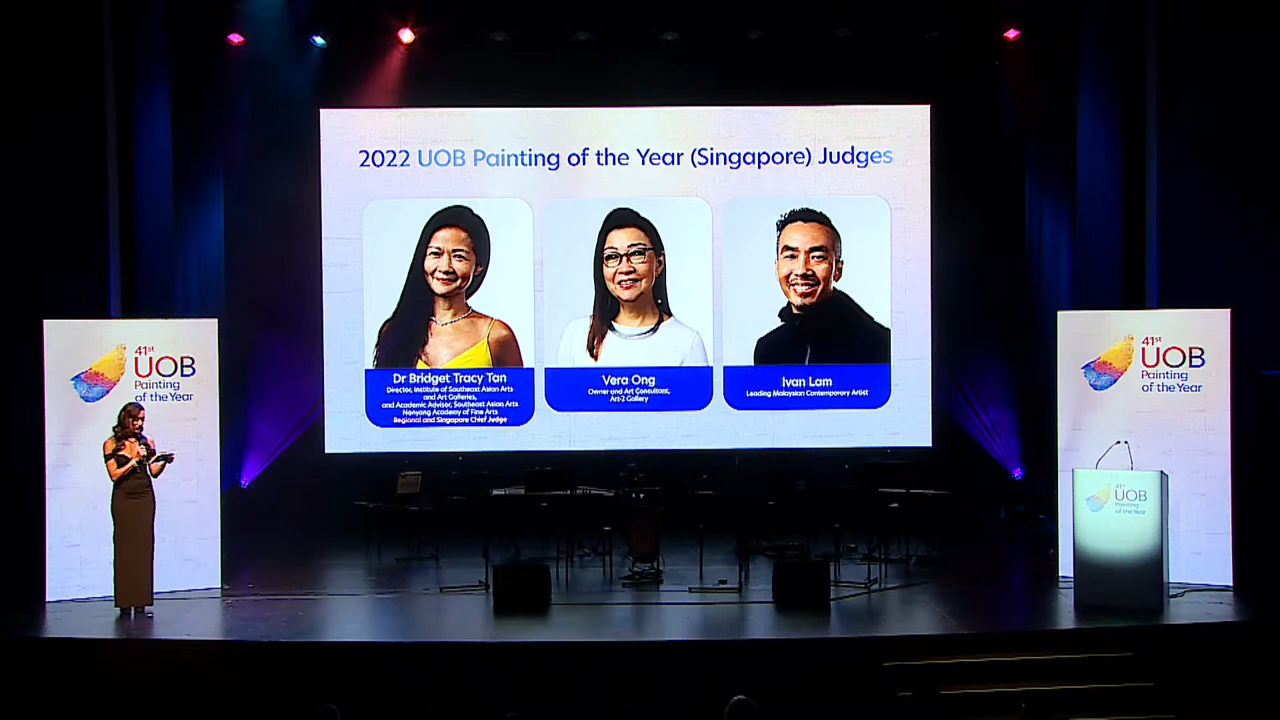 2022 UOB Painting of the Year (Singapore) Judges
Dr Bridget Tracy Tan
Director, Institute of Southeast Asian Arts
and Art Galleries,
and Academic Advisor, Southeast Asian Arts
Nanyang Academy of Fine Arts
Regional and Singapore Chief Judge
Vera Ong
Owner and Art Consultant,
Art-2 Gallery
Ivan Lam
Leading Malaysian Contemporary Artist
41st
UOB
Painting
of the Year
41st
UOB
Painting
of the Year
41st
UOB
Painting
of the Year